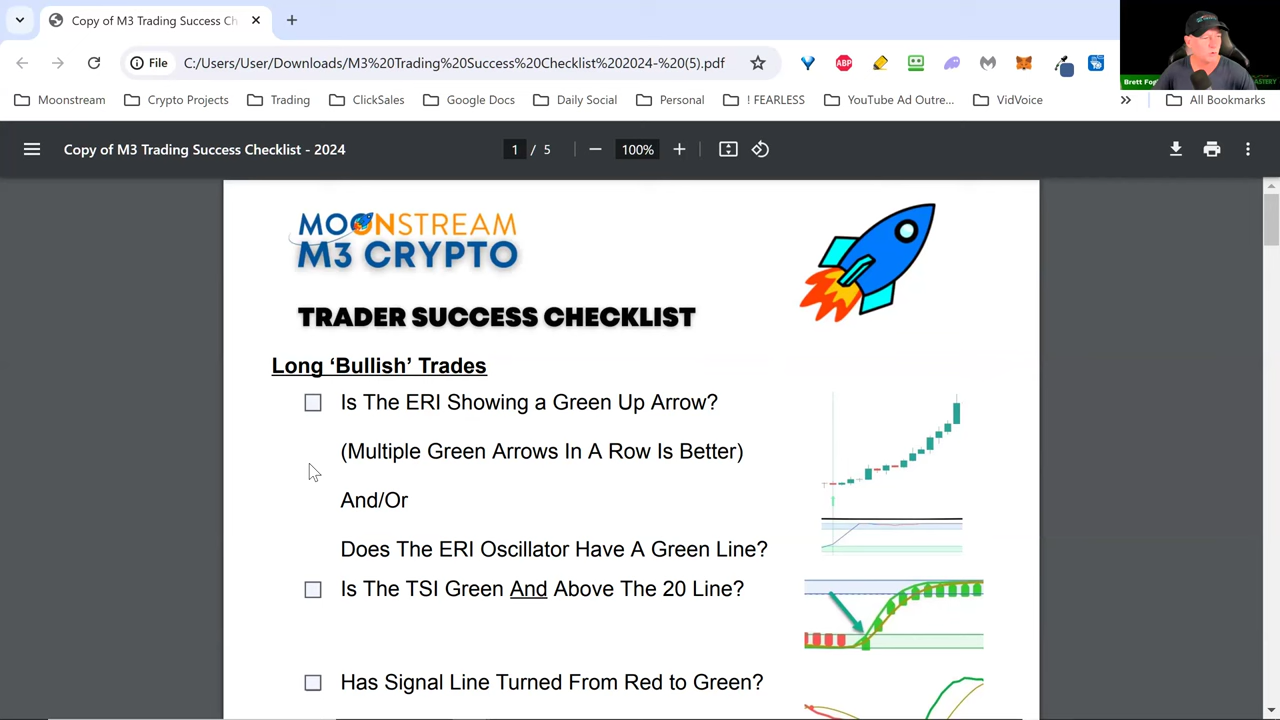 Copy of M3 Trading Success Ch
File
C:/Users/User/Downloads/M3%20Trading%20Success%20Checklist%202024-%20(5).pdf
ABP
Moonstream
Crypto Projects
Trading
ClickSales
Google Docs
Daily Social
Personal
! FEARLESS
YouTube Ad Outre...
VidVoice
All Bookmarks
Copy of M3 Trading Success Checklist - 2024
1 / 5
100%
MOONSTREAM
M3 CRYPTO
TRADER SUCCESS CHECKLIST
Long ‘Bullish’ Trades
Is The ERI Showing a Green Up Arrow?
(Multiple Green Arrows In A Row Is Better)
And/Or
Does The ERI Oscillator Have A Green Line?
Is The TSI Green And Above The 20 Line?
Has Signal Line Turned From Red to Green?